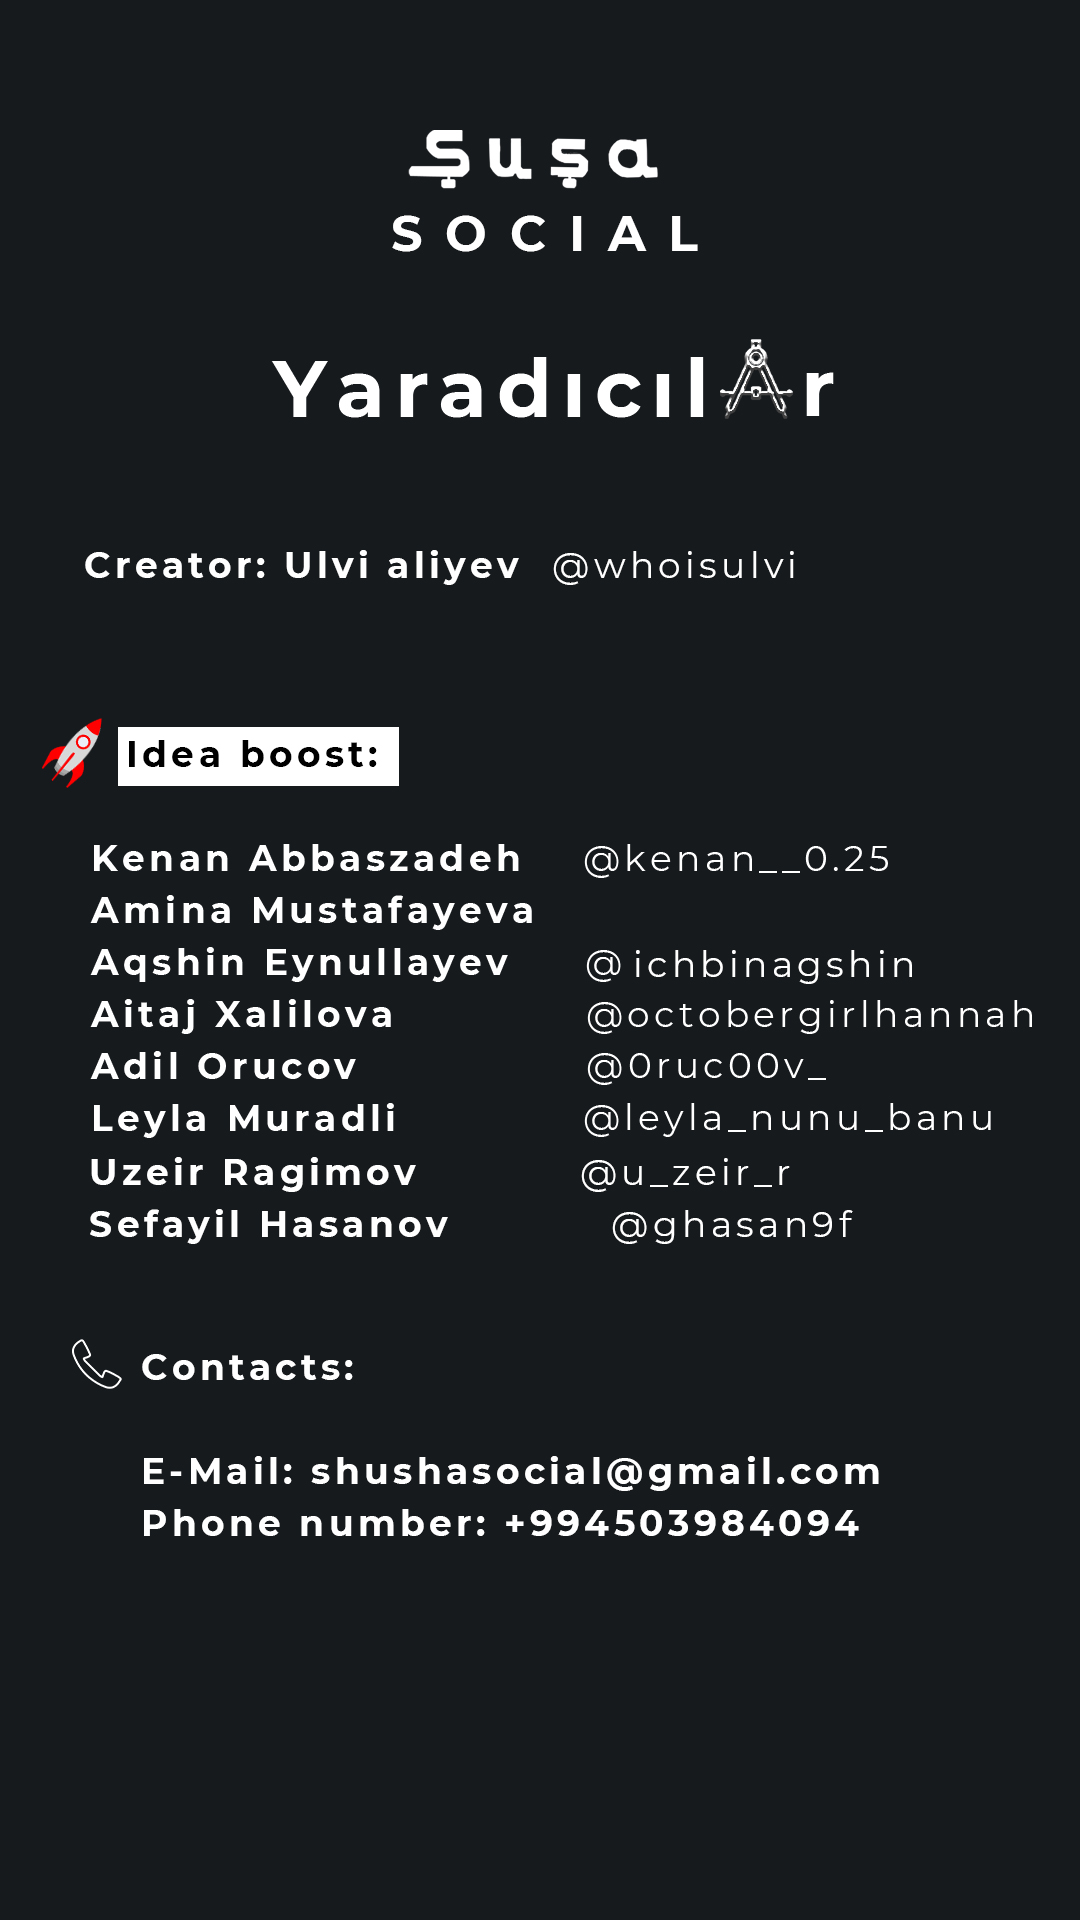 Şuşa
SOCIAL
Yaradıcılar
Creator: Ulvi aliyev @whoisulvi
Idea boost:
Kenan Abbaszadeh @kenan__0.25
Amina Mustafayeva
Aqshin Eynullayev @ichbinagshin
Aitaj Xalilova @octobergirlhannah
Adil Orucov @0ruc00v_
Leyla Muradli @leyla_nunu_banu
Uzeir Ragimov @u_zeir_r
Sefayil Hasanov @ghasan9f
Contacts:
E-Mail: shushasocial@gmail.com
Phone number: +994503984094